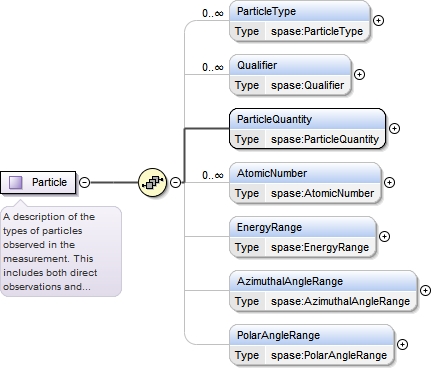 0..∞
ParticleType
Type spase:ParticleType
0..∞
Qualifier
Type spase:Qualifier
ParticleQuantity
Type spase:ParticleQuantity
Particle
A description of the
types of particles
observed in the
measurement. This
includes both direct
observations and...
0..∞
AtomicNumber
Type spase:AtomicNumber
EnergyRange
Type spase:EnergyRange
AzimuthalAngleRange
Type spase:AzimuthalAngleRange
PolarAngleRange
Type spase:PolarAngleRange